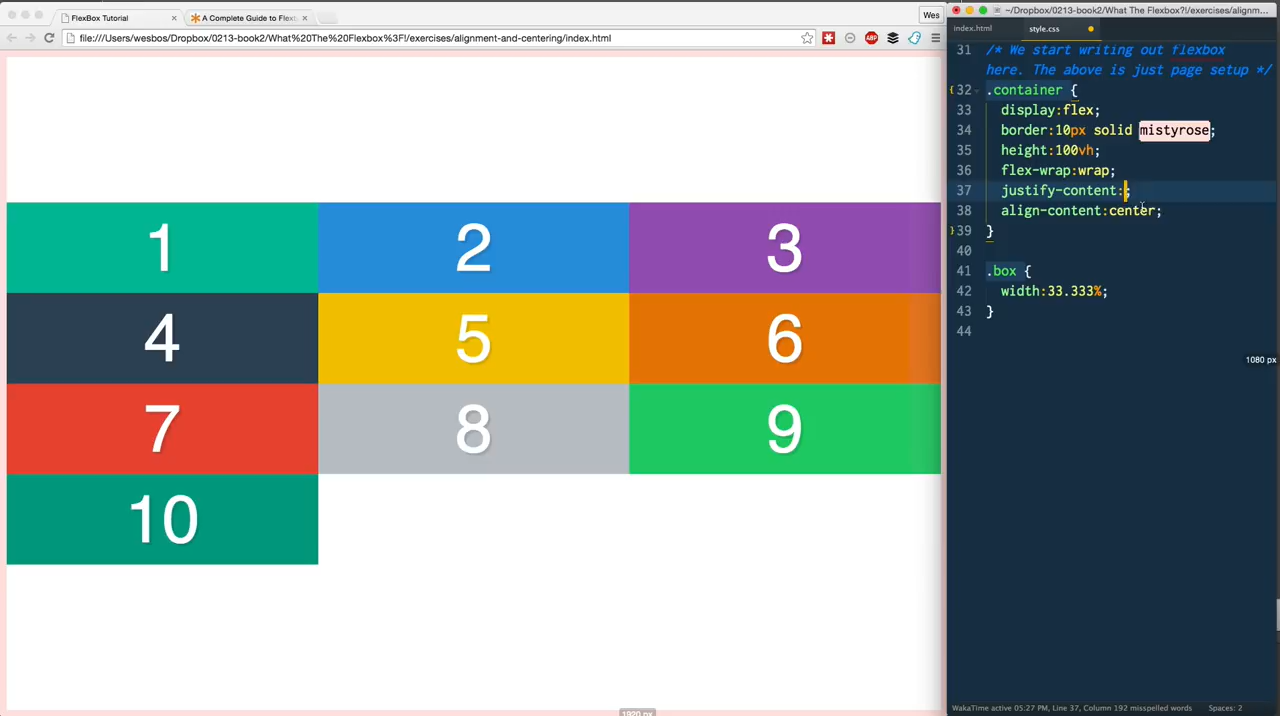 FlexBox Tutorial
A Complete Guide to Flex
Wes
file:///Users/wesbos/Dropbox/0213-book2/What%20The%20Flexbox%3F!/exercises/alignment-and-centering/index.html
ABP
1 2 3
4 5 6
7 8 9
10
1920 px
~/Dropbox/0213-book2/What The Flexbox?!/exercises/alignm...
index.html
style.css
31 /* We start writing out flexbox
here. The above is just page setup */
32 .container {
33 display:flex;
34 border:10px solid mistyrose;
35 height:100vh;
36 flex-wrap:wrap;
37 justify-content:;
38 align-content:center;
39 }
40
41 .box {
42 width:33.333%;
43 }
44
1080 px
WakaTime active 05:27 PM, Line 37, Column 192 misspelled words
Spaces: 2